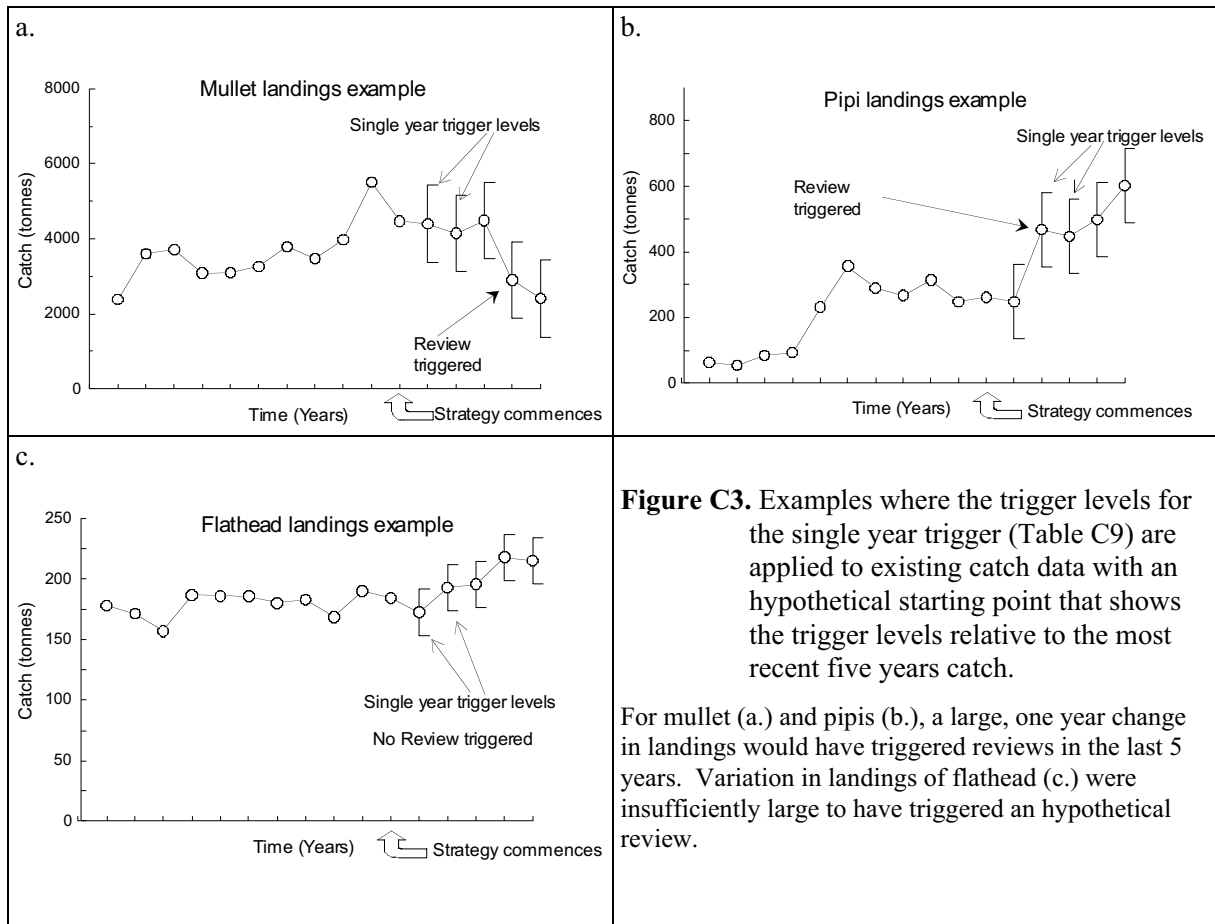 a.
Mullet landings example
Single year trigger levels
8000
6000
4000
2000
0
Catch (tonnes)
Review
triggered
Time (Years)
Strategy commences
b.
Pipi landings example
Single year trigger levels
Review
triggered
800
600
400
200
0
Catch (tonnes)
Time (Years)
Strategy commences
c.
Flathead landings example
250
200
150
100
50
0
Catch (tonnes)
Single year trigger levels
No Review triggered
Time (Years)
Strategy commences
Figure C3. Examples where the trigger levels for
the single year trigger (Table C9) are
applied to existing catch data with an
hypothetical starting point that shows
the trigger levels relative to the most
recent five years catch.
For mullet (a.) and pipis (b.), a large, one year change
in landings would have triggered reviews in the last 5
years. Variation in landings of flathead (c.) were
insufficiently large to have triggered an hypothetical
review.